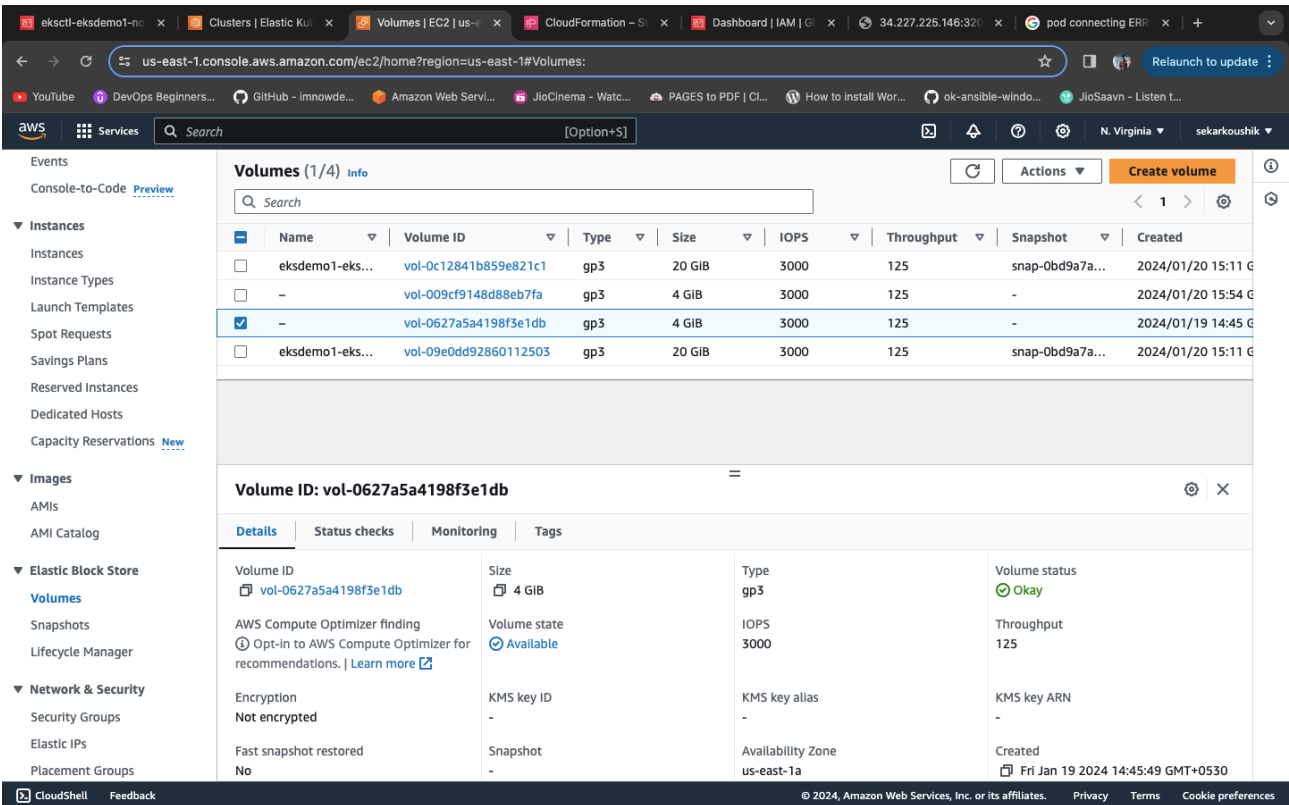 eksctl-eksdemo1-no
Clusters | Elastic Kub
Volumes | EC2 | us-e
CloudFormation – S
Dashboard | IAM | Gl
34.227.225.146:320
pod connecting ERR
us-east-1.console.aws.amazon.com/ec2/home?region=us-east-1#Volumes:
Relaunch to update
YouTube DevOps Beginners... GitHub - imnowde... Amazon Web Servi... JioCinema - Watc... PAGES to PDF | Cl... How to install Wor... ok-ansible-windo... JioSaavn - Listen t...
aws Services Search [Option+S] N. Virginia sekarkoushik
Events
Console-to-Code Preview
Instances
Instances
Instance Types
Launch Templates
Spot Requests
Savings Plans
Reserved Instances
Dedicated Hosts
Capacity Reservations New
Images
AMIs
AMI Catalog
Elastic Block Store
Volumes
Snapshots
Lifecycle Manager
Network & Security
Security Groups
Elastic IPs
Placement Groups
Volumes (1/4) Info
Actions
Create volume
Search
1
Name Volume ID Type Size IOPS Throughput Snapshot Created
eksdemo1-eks... vol-0c12841b859e821c1 gp3 20 GiB 3000 125 snap-0bd9a7a... 2024/01/20 15:11 G
– vol-009cf9148d88eb7fa gp3 4 GiB 3000 125 - 2024/01/20 15:54 G
– vol-0627a5a4198f3e1db gp3 4 GiB 3000 125 - 2024/01/19 14:45 G
eksdemo1-eks... vol-09e0dd92860112503 gp3 20 GiB 3000 125 snap-0bd9a7a... 2024/01/20 15:11 G
Volume ID: vol-0627a5a4198f3e1db
Details Status checks Monitoring Tags
Volume ID Size Type Volume status
vol-0627a5a4198f3e1db 4 GiB gp3 Okay
AWS Compute Optimizer finding Volume state IOPS Throughput
Opt-in to AWS Compute Optimizer for Available 3000 125
recommendations. | Learn more
Encryption KMS key ID KMS key alias KMS key ARN
Not encrypted - - -
Fast snapshot restored Snapshot Availability Zone Created
No - us-east-1a Fri Jan 19 2024 14:45:49 GMT+0530
CloudShell Feedback © 2024, Amazon Web Services, Inc. or its affiliates. Privacy Terms Cookie preferences